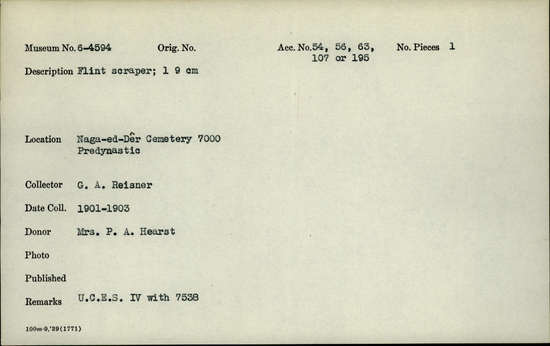 Museum No. 6-4594 Orig. No. Acc. No. 54, 56, 63, No. Pieces 1
107 or 195
Description Flint scraper; l 9 cm
Location Naga-ed-Dêr Cemetery 7000
Predynastic
Collector G. A. Reisner
Date Coll. 1901-1903
Donor Mrs. P. A. Hearst
Photo
Published
Remarks U.C.E.S. IV with 7538
100m-9,'39(1771)